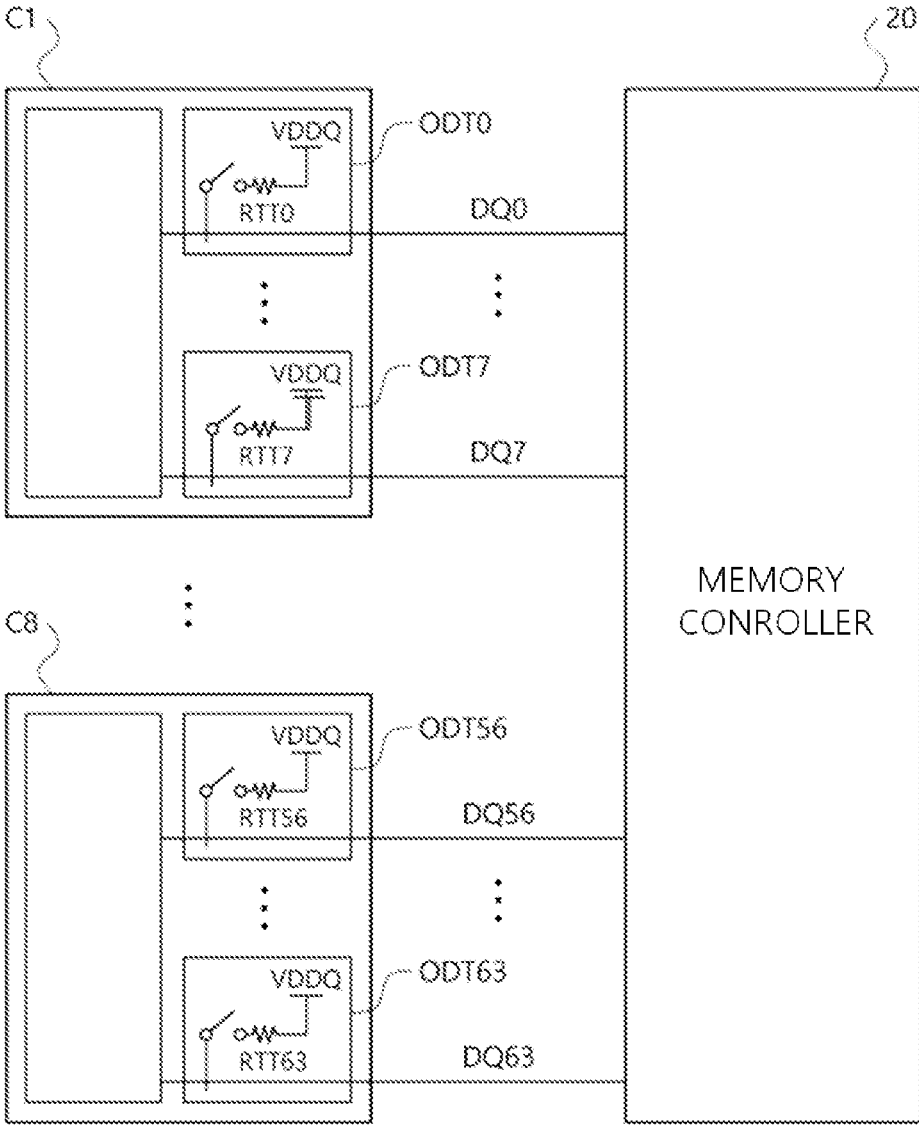 C1
20
VDDQ
ODT0
RTT0
DQ0
VDDQ
ODT7
RTT7
DQ7
MEMORY
CONROLLER
C8
VDDQ
ODT56
RTT56
DQ56
VDDQ
ODT63
RTT63
DQ63